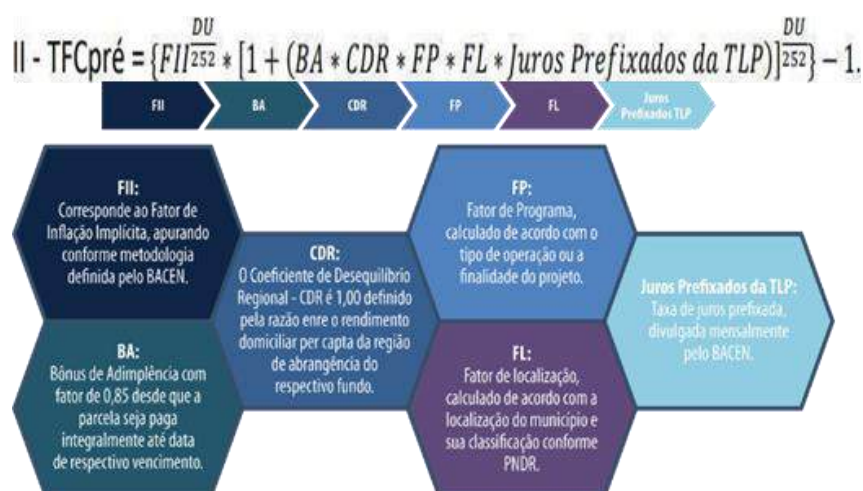 II - TFCpré = {FII^(DU/252) * [1 + (BA * CDR * FP * FL * Juros Prefixados da TLP)]^(DU/252)} − 1.
FII
BA
CDR
FP
FL
Juros
Prefixados TLP
FII:
Corresponde ao Fator de
Inflação Implícita, apurando
conforme metodologia
definida pelo BACEN.
BA:
Bônus de Adimplência com
fator de 0,85 desde que a
parcela seja paga
integralmente até data
de respectivo vencimento.
CDR:
O Coeficiente de Desequilíbrio
Regional - CDR é 1,00 definido
pela razão enre o rendimento
domiciliar per capta da região
de abrangência do
respectivo fundo.
FP:
Fator de Programa,
calculado de acordo com o
tipo de operação ou a
finalidade do projeto.
FL:
Fator de localização,
calculado de acordo com a
localização do município e
sua classificação conforme
PNDR.
Juros Prefixados da TLP:
Taxa de juros prefixada,
divulgada mensalmente
pelo BACEN.